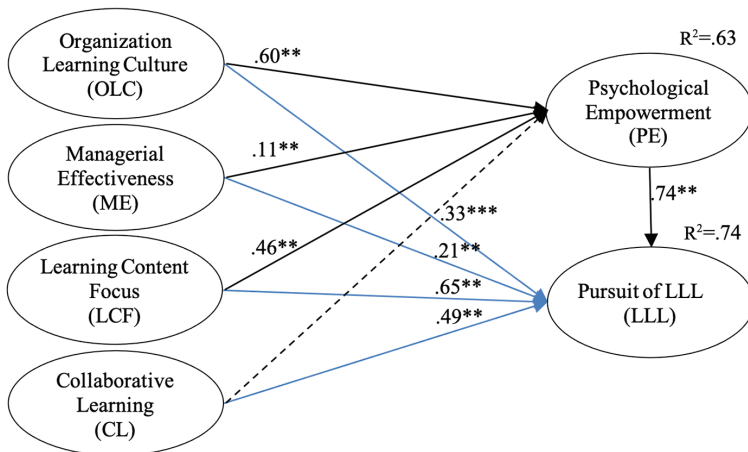 Organization
Learning Culture
(OLC)
.60**
R²=.63
Psychological
Empowerment
(PE)
Managerial
Effectiveness
(ME)
.11**
.74**
.33***
.46**
.21**
R²=.74
Learning Content
Focus
(LCF)
.65**
.49**
Pursuit of LLL
(LLL)
Collaborative
Learning
(CL)